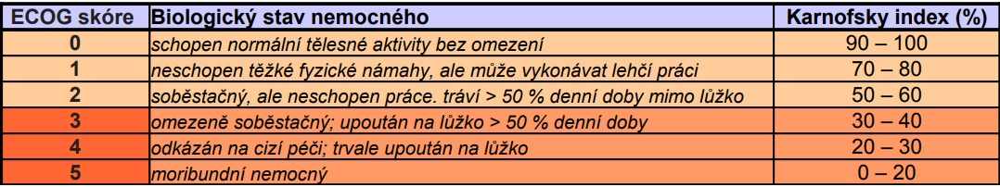 ECOG skóre Biologický stav nemocného Karnofsky index (%)
0 schopen normální tělesné aktivity bez omezení 90 – 100
1 neschopen těžké fyzické námahy, ale může vykonávat lehčí práci 70 – 80
2 soběstačný, ale neschopen práce. tráví > 50 % denní doby mimo lůžko 50 – 60
3 omezeně soběstačný; upoután na lůžko > 50 % denní doby 30 – 40
4 odkázán na cizí péči; trvale upoután na lůžko 20 – 30
5 moribundní nemocný 0 – 20